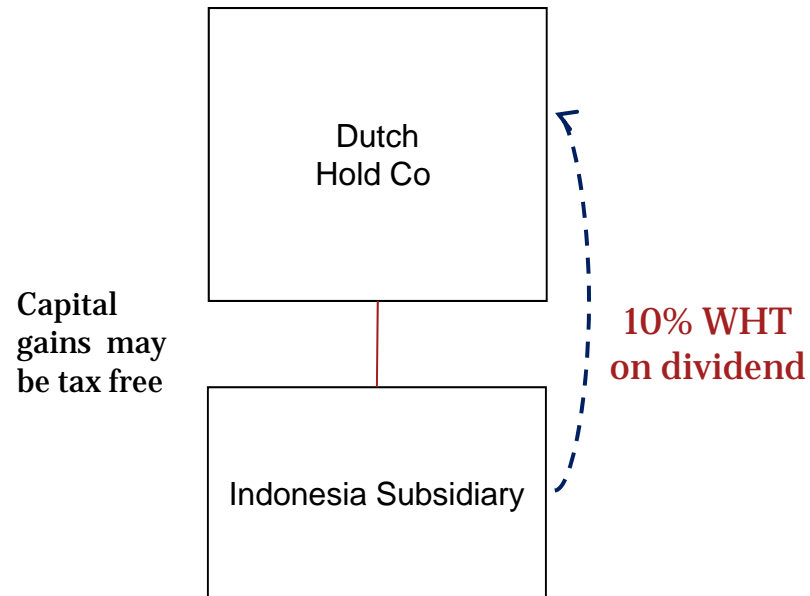 Dutch
Hold Co
Capital
gains may
be tax free
10% WHT
on dividend
Indonesia Subsidiary